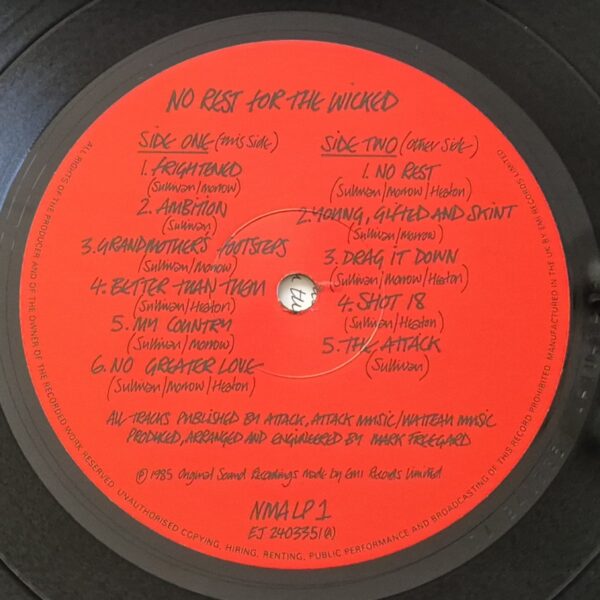 NO REST FOR THE WICKED
SIDE ONE (this side)
1. FRIGHTENED
(Sullivan/Morrow)
2. AMBITION
(Sullivan)
3. GRANDMOTHER'S FOOTSTEPS
(Sullivan/Morrow)
4. BETTER THAN THEM
(Sullivan/Heaton)
5. MY COUNTRY
(Sullivan/Morrow)
6. NO GREATER LOVE
(Sullivan/Morrow/Heaton)
SIDE TWO (other side)
1. NO REST
(Sullivan/Morrow/Heaton)
2. YOUNG, GIFTED AND SKINT
(Sullivan/Morrow)
3. DRAG IT DOWN
(Sullivan/Morrow/Heaton)
4. SHOT 18
(Sullivan/Heaton)
5. THE ATTACK
(Sullivan)
ALL TRACKS PUBLISHED BY ATTACK, ATTACK MUSIC/WATTEAU MUSIC
PRODUCED, ARRANGED AND ENGINEERED BY MARK FREEGARD
℗ 1985 Original Sound Recordings made by EMI Records Limited
NMALP 1
EJ 2403351(A)
ALL RIGHTS OF THE PRODUCER AND OF THE OWNER OF THE RECORDED WORK RESERVED. UNAUTHORISED COPYING, HIRING, RENTING, PUBLIC PERFORMANCE AND BROADCASTING OF THIS RECORD PROHIBITED. MANUFACTURED IN THE U.K. BY EMI RECORDS LIMITED